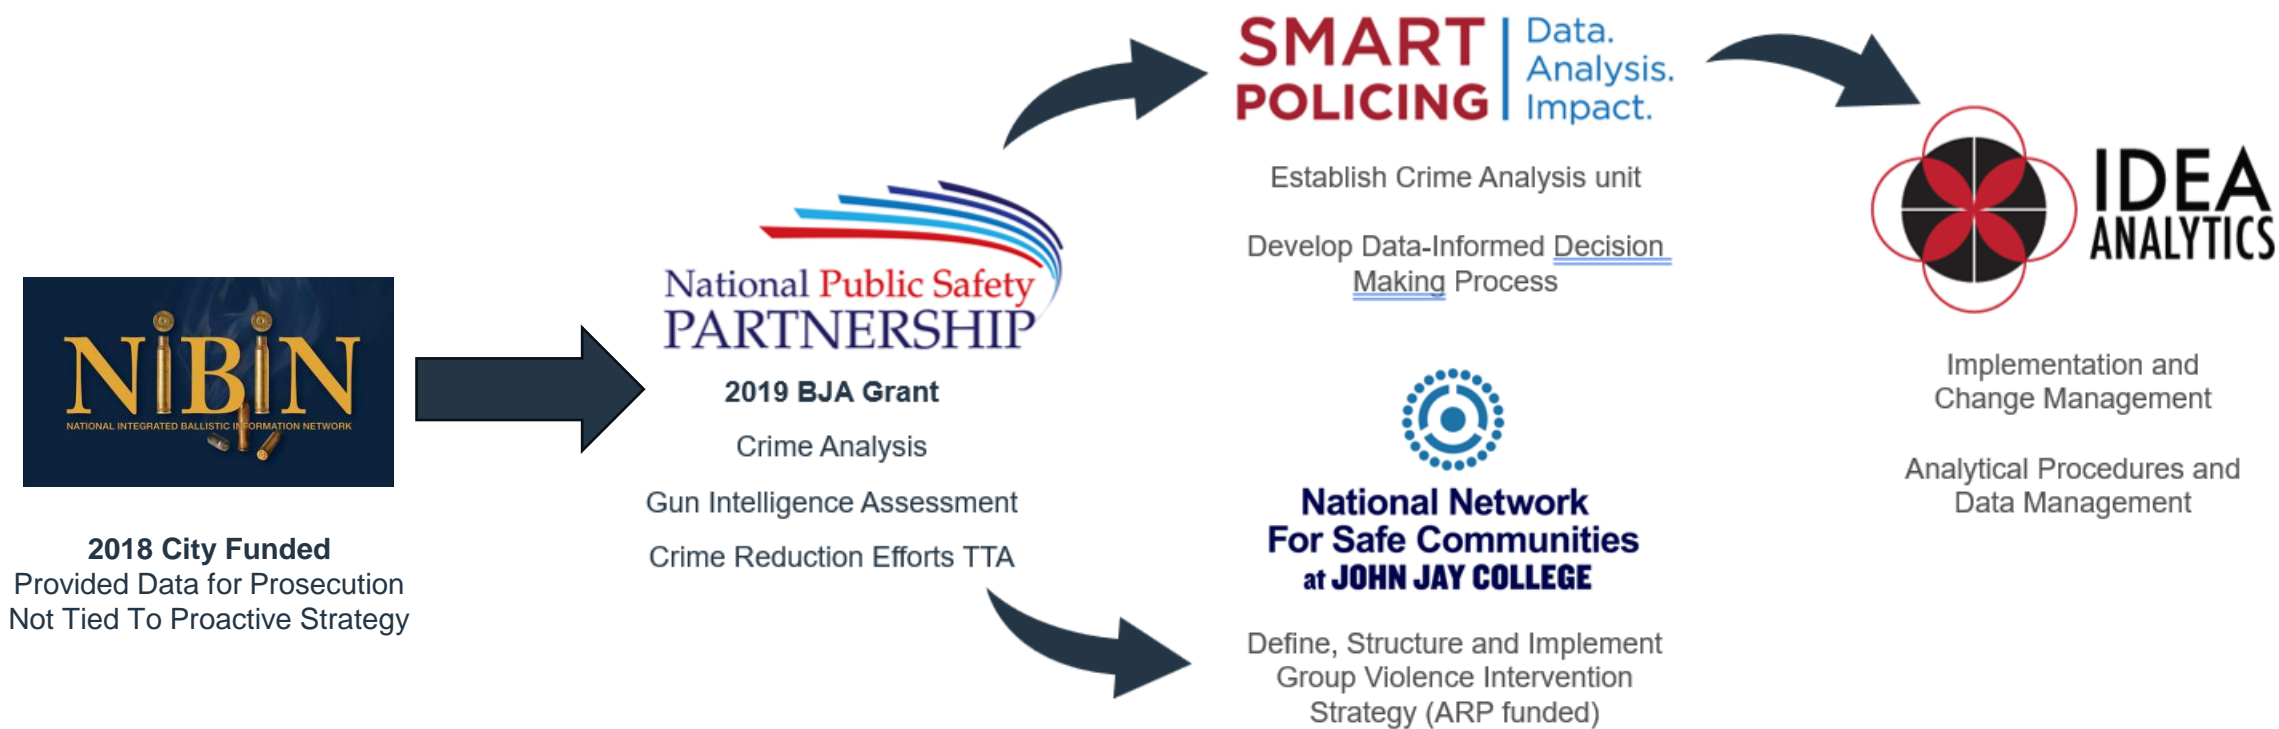 NIBIN
NATIONAL INTEGRATED BALLISTIC INFORMATION NETWORK
2018 City Funded
Provided Data for Prosecution
Not Tied To Proactive Strategy
National Public Safety
PARTNERSHIP
2019 BJA Grant
Crime Analysis
Gun Intelligence Assessment
Crime Reduction Efforts TTA
SMART
POLICING
Data.
Analysis.
Impact.
Establish Crime Analysis unit
Develop Data-Informed Decision
Making Process
National Network
For Safe Communities
at JOHN JAY COLLEGE
Define, Structure and Implement
Group Violence Intervention
Strategy (ARP funded)
IDEA
ANALYTICS
Implementation and
Change Management
Analytical Procedures and
Data Management